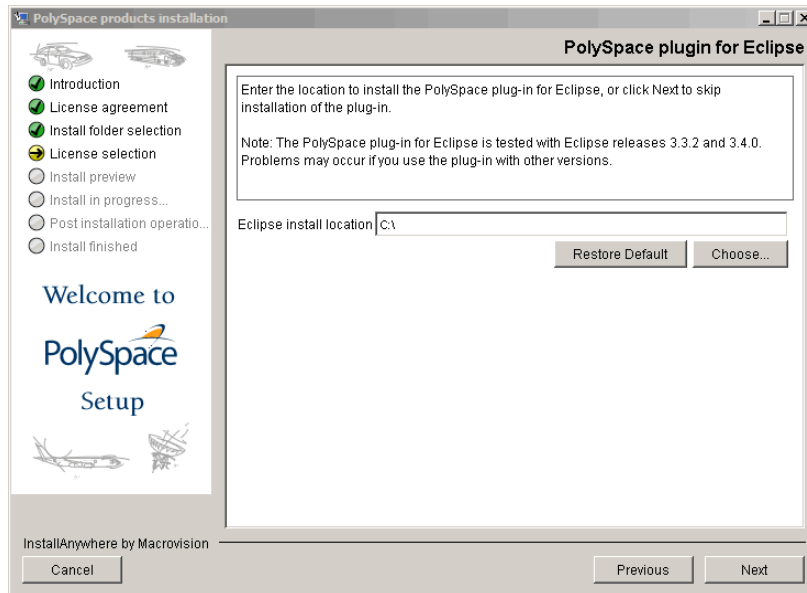 PolySpace products installation
PolySpace plugin for Eclipse
Introduction
License agreement
Install folder selection
License selection
Install preview
Install in progress...
Post installation operatio...
Install finished
Welcome to
PolySpace
Setup
Enter the location to install the PolySpace plug-in for Eclipse, or click Next to skip
installation of the plug-in.
Note: The PolySpace plug-in for Eclipse is tested with Eclipse releases 3.3.2 and 3.4.0.
Problems may occur if you use the plug-in with other versions.
Eclipse install location C:\
Restore Default Choose...
InstallAnywhere by Macrovision
Cancel Previous Next